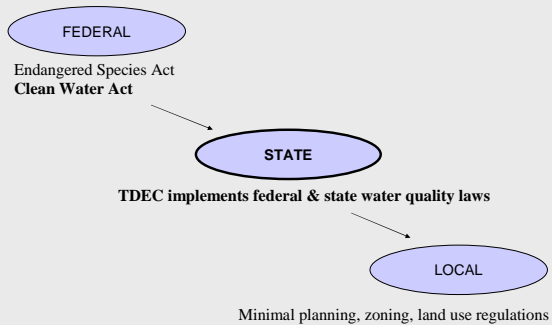 FEDERAL
Endangered Species Act
Clean Water Act
STATE
TDEC implements federal & state water quality laws
LOCAL
Minimal planning, zoning, land use regulations